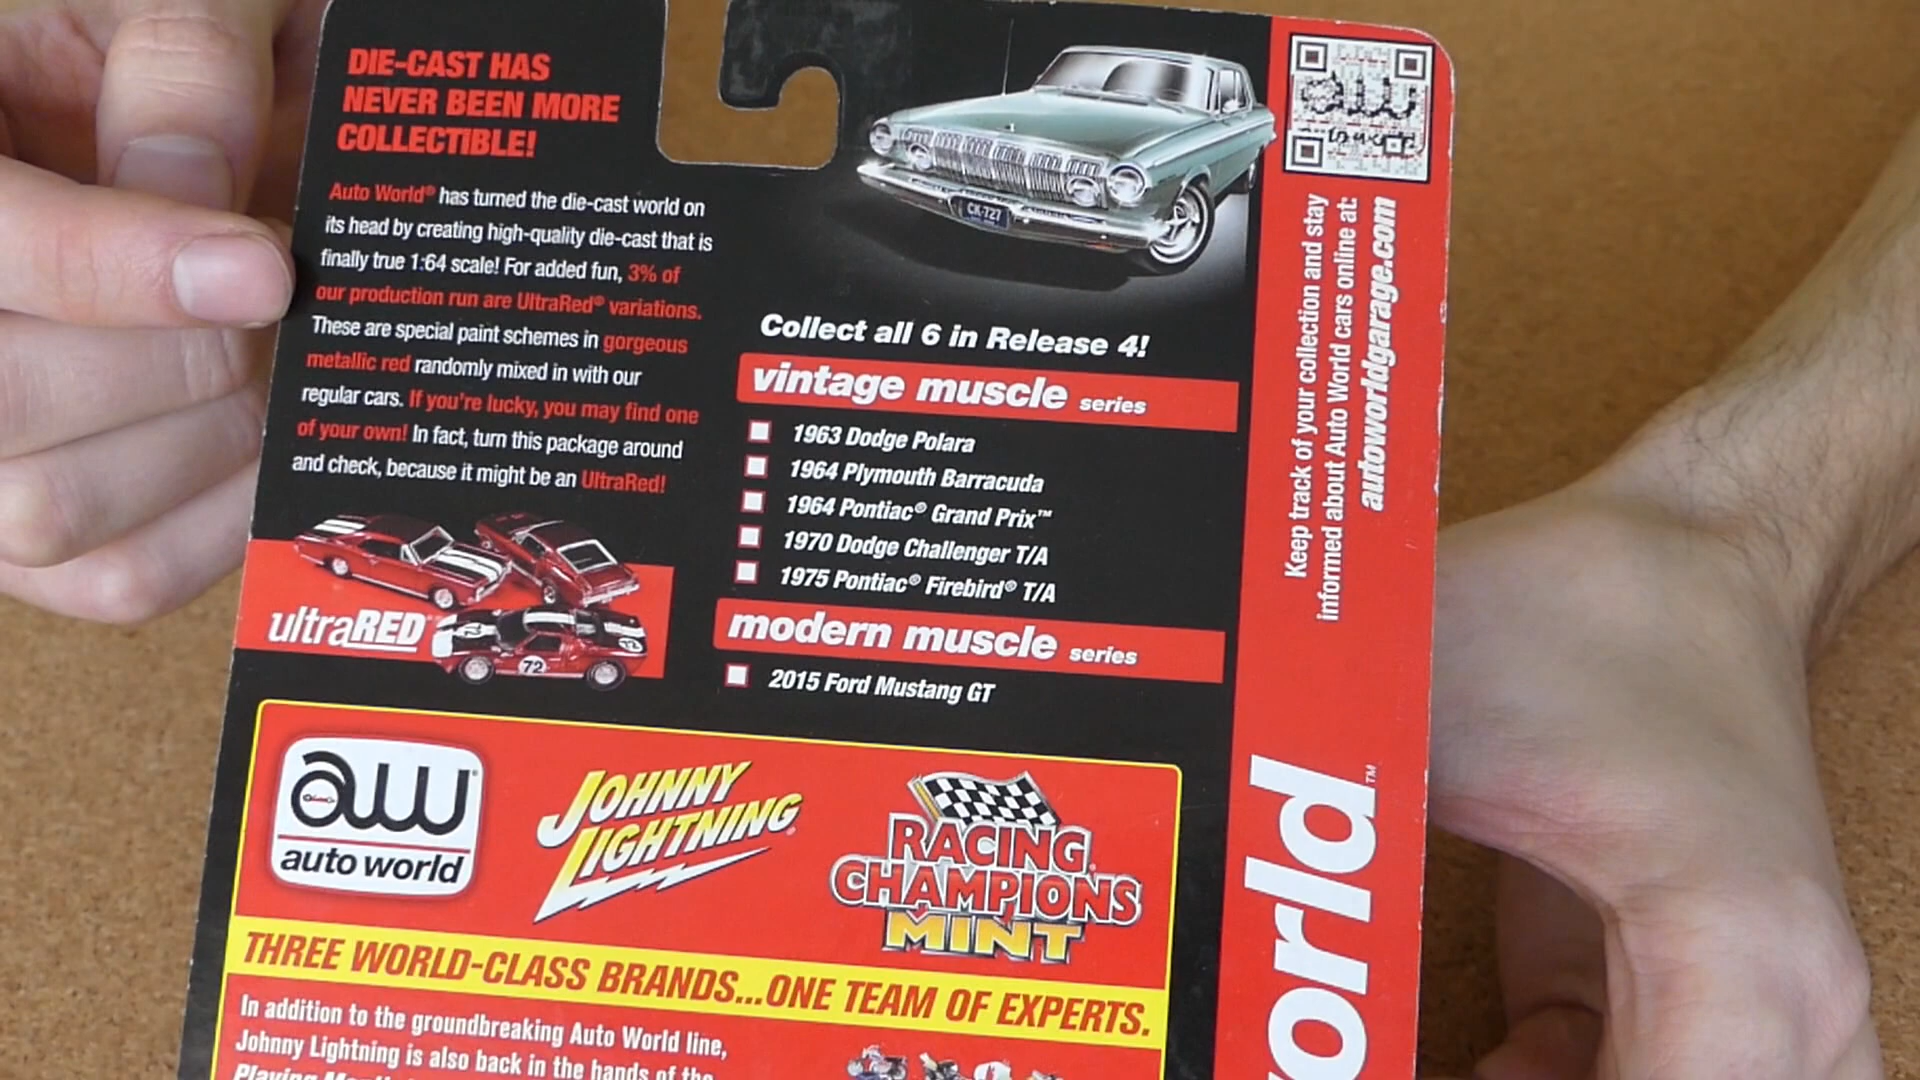 DIE-CAST HAS
NEVER BEEN MORE
COLLECTIBLE!
Auto World® has turned the die-cast world on
its head by creating high-quality die-cast that is
finally true 1:64 scale! For added fun, 3% of
our production run are UltraRed® variations.
These are special paint schemes in gorgeous
metallic red randomly mixed in with our
regular cars. If you're lucky, you may find one
of your own! In fact, turn this package around
and check, because it might be an UltraRed!
ultraRED
72
CK-727
Collect all 6 in Release 4!
vintage muscle series
1963 Dodge Polara
1964 Plymouth Barracuda
1964 Pontiac® Grand Prix™
1970 Dodge Challenger T/A
1975 Pontiac® Firebird® T/A
modern muscle series
2015 Ford Mustang GT
aw
Keep track of your collection and stay
informed about Auto World cars online at:
autoworldgarage.com
orld™
aw®
auto world
JOHNNY
LIGHTNING®
RACING
CHAMPIONS
MINT
THREE WORLD-CLASS BRANDS...ONE TEAM OF EXPERTS.
In addition to the groundbreaking Auto World line,
Johnny Lightning is also back in the hands of the
Playing